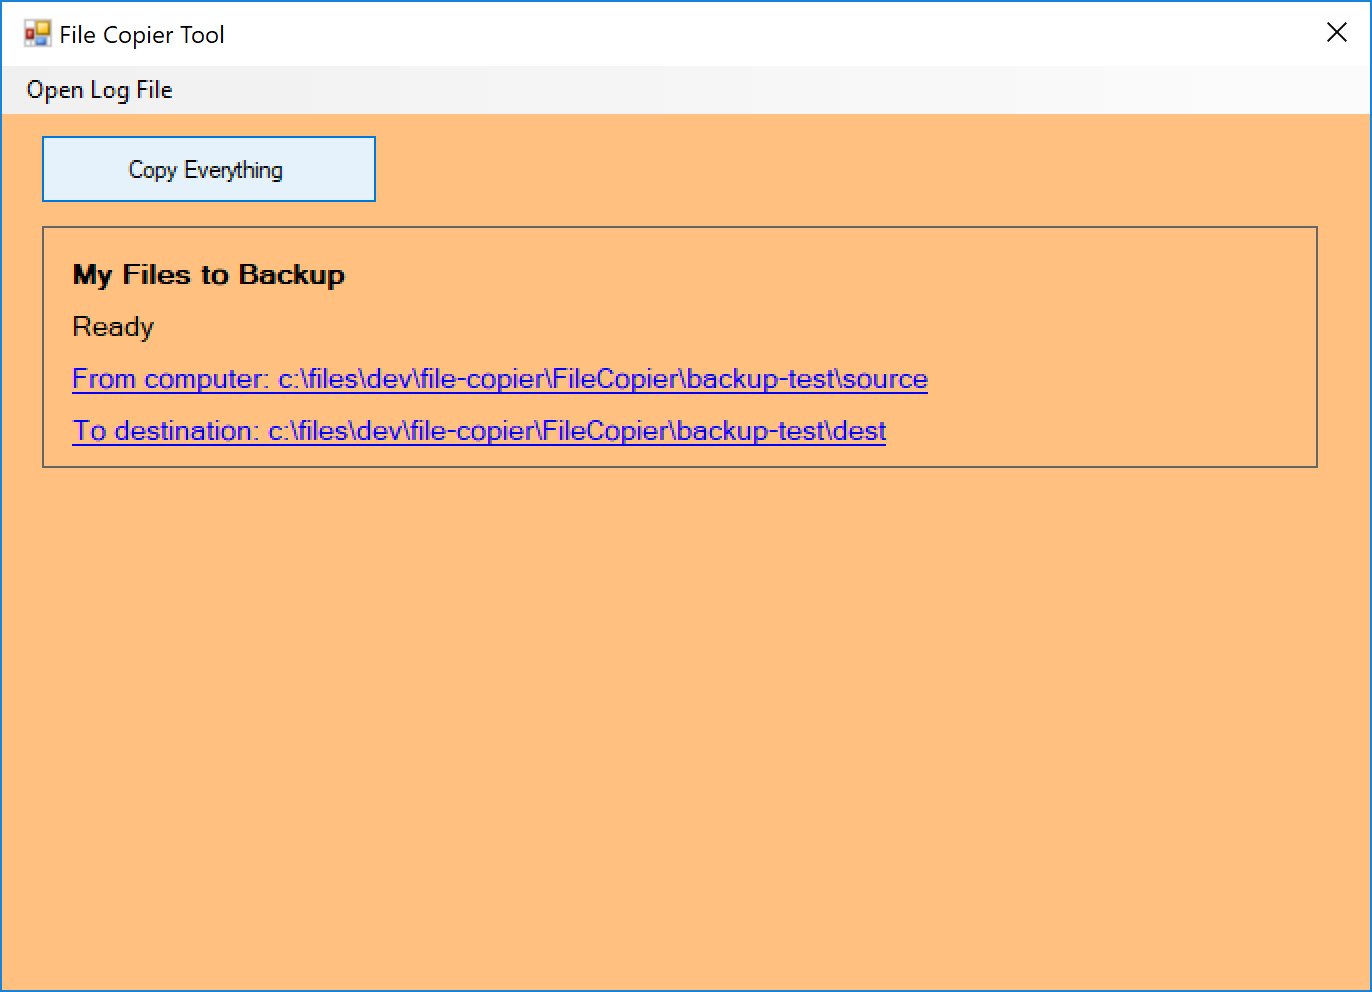 File Copier Tool
Open Log File
Copy Everything
My Files to Backup
Ready
From computer: c:\files\dev\file-copier\FileCopier\backup-test\source
To destination: c:\files\dev\file-copier\FileCopier\backup-test\dest